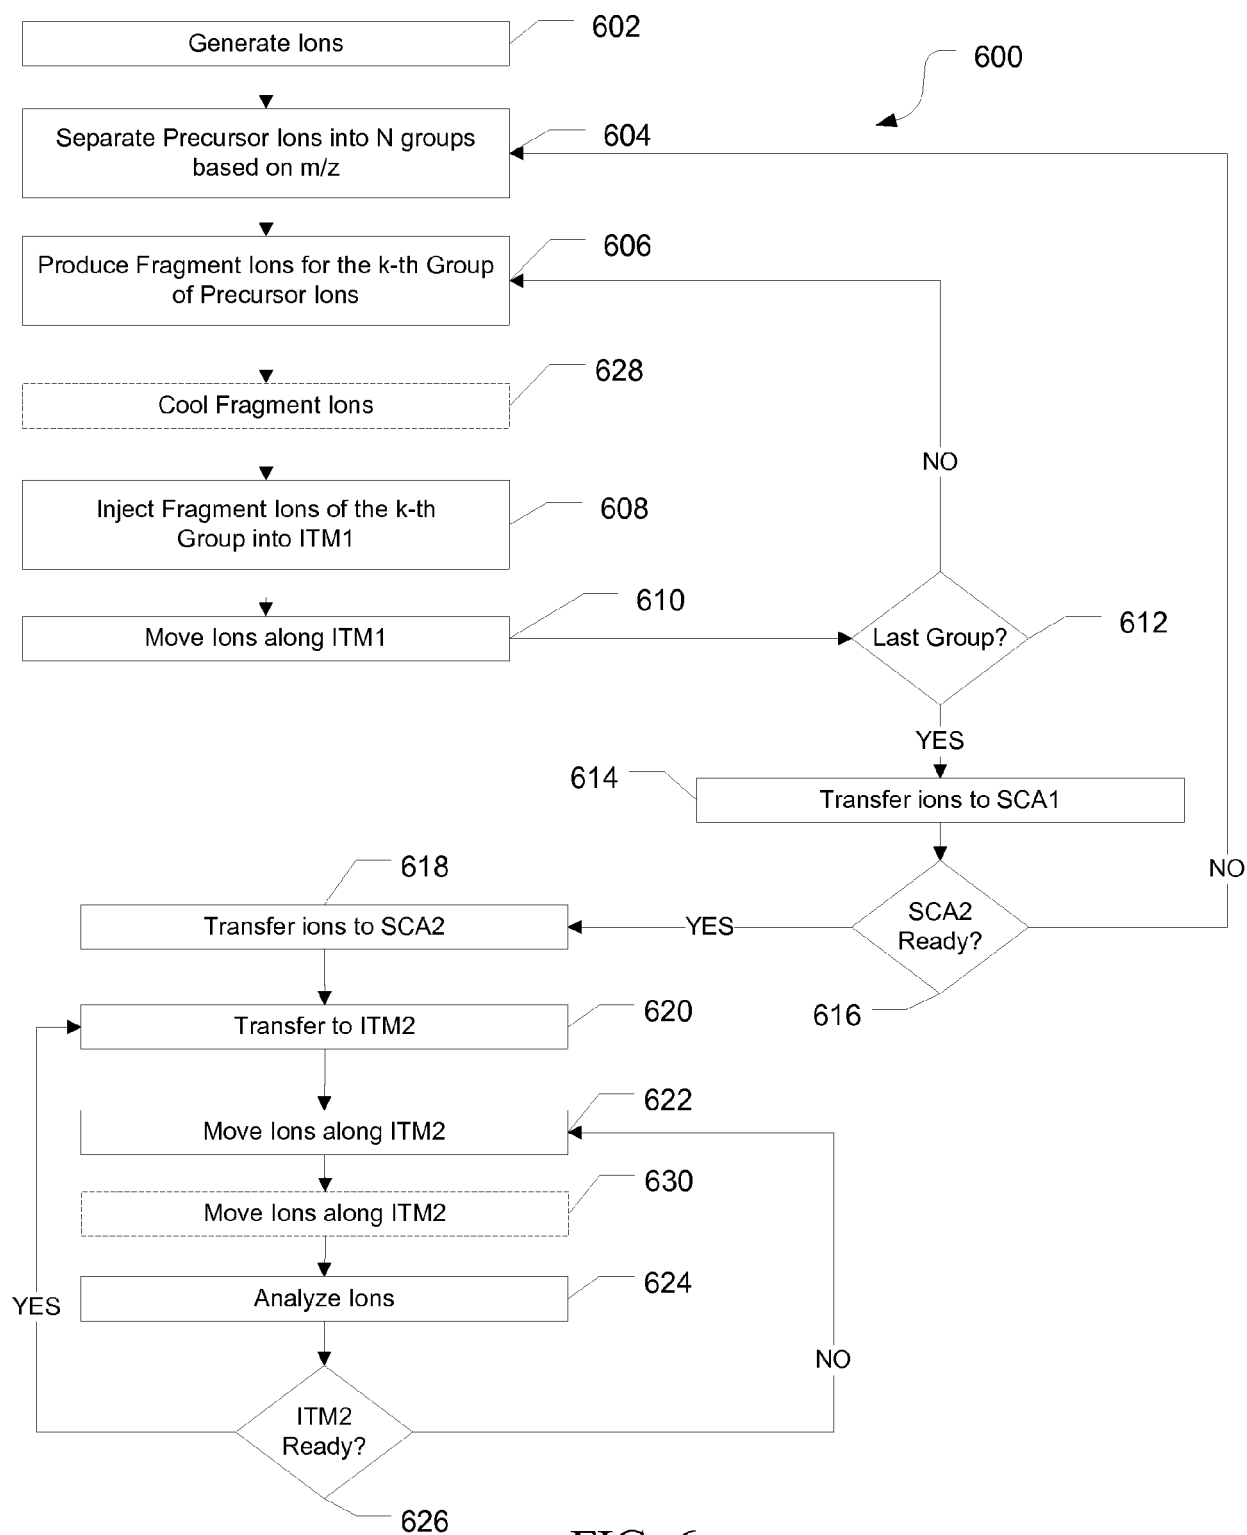 Generate Ions
602
600
Separate Precursor Ions into N groups
based on m/z
604
Produce Fragment Ions for the k-th Group
of Precursor Ions
606
Cool Fragment Ions
628
NO
Inject Fragment Ions of the k-th
Group into ITM1
608
Move Ions along ITM1
610
Last Group?
612
YES
614
Transfer ions to SCA1
NO
618
Transfer ions to SCA2
YES
SCA2
Ready?
616
Transfer to ITM2
620
Move Ions along ITM2
622
Move Ions along ITM2
630
Analyze Ions
624
YES
NO
ITM2
Ready?
626
FIG. 6